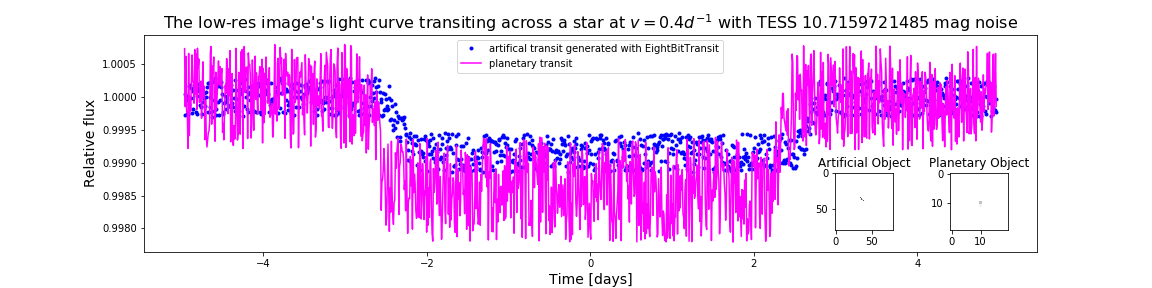 The low-res image's light curve transiting across a star at v = 0.4d⁻¹ with TESS 10.7159721485 mag noise
artifical transit generated with EightBitTransit
planetary transit
Relative flux
1.0005
1.0000
0.9995
0.9990
0.9985
0.9980
Artificial Object
0
50
0 50
Planetary Object
0
10
0 10
−4 −2 0 2 4
Time [days]